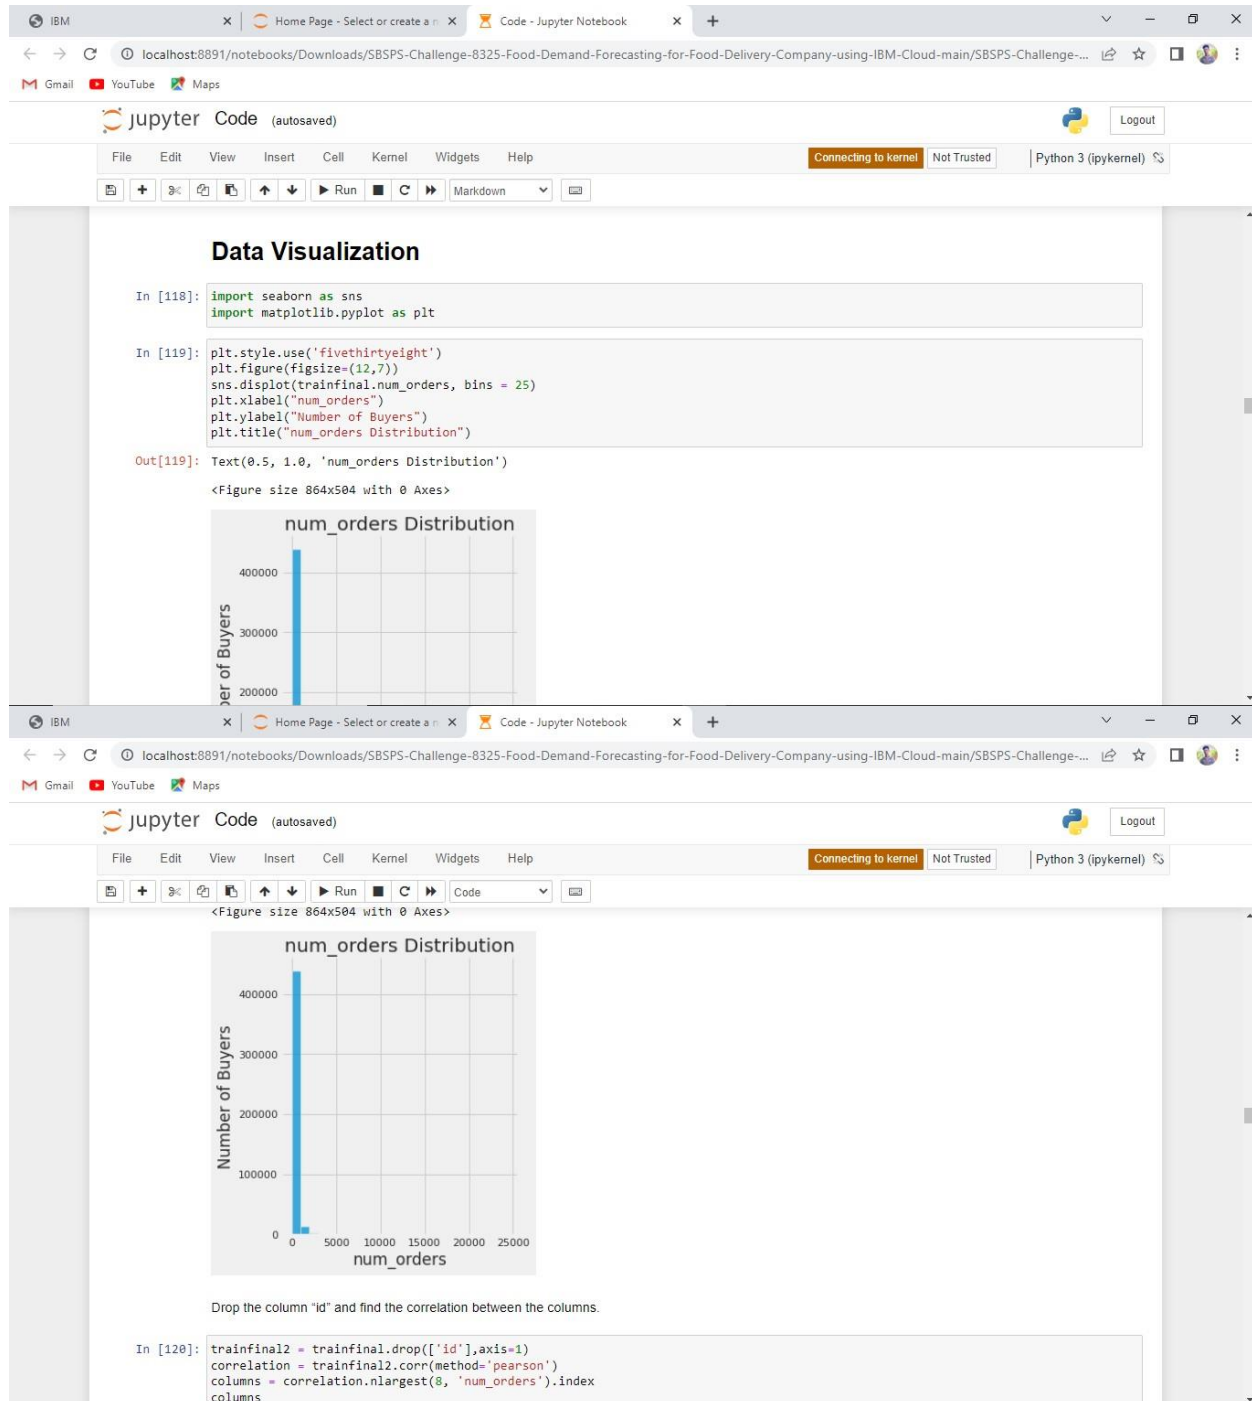 IBM
Home Page - Select or create a n
Code - Jupyter Notebook
localhost:8891/notebooks/Downloads/SBSPS-Challenge-8325-Food-Demand-Forecasting-for-Food-Delivery-Company-using-IBM-Cloud-main/SBSPS-Challenge-...
Gmail YouTube Maps
jupyter Code (autosaved)
Logout
File Edit View Insert Cell Kernel Widgets Help
Connecting to kernel Not Trusted Python 3 (ipykernel)
Run Markdown
Data Visualization
In [118]: import seaborn as sns
import matplotlib.pyplot as plt
In [119]: plt.style.use('fivethirtyeight')
plt.figure(figsize=(12,7))
sns.displot(trainfinal.num_orders, bins = 25)
plt.xlabel("num_orders")
plt.ylabel("Number of Buyers")
plt.title("num_orders Distribution")
Out[119]: Text(0.5, 1.0, 'num_orders Distribution')
<Figure size 864x504 with 0 Axes>
num_orders Distribution
400000
300000
200000
ber of Buyers
IBM
Home Page - Select or create a n
Code - Jupyter Notebook
localhost:8891/notebooks/Downloads/SBSPS-Challenge-8325-Food-Demand-Forecasting-for-Food-Delivery-Company-using-IBM-Cloud-main/SBSPS-Challenge-...
Gmail YouTube Maps
jupyter Code (autosaved)
Logout
File Edit View Insert Cell Kernel Widgets Help
Connecting to kernel Not Trusted Python 3 (ipykernel)
Run Code
<Figure size 864x504 with 0 Axes>
num_orders Distribution
400000
300000
200000
100000
0
Number of Buyers
0 5000 10000 15000 20000 25000
num_orders
Drop the column “id” and find the correlation between the columns.
In [120]: trainfinal2 = trainfinal.drop(['id'],axis=1)
correlation = trainfinal2.corr(method='pearson')
columns = correlation.nlargest(8, 'num_orders').index
columns